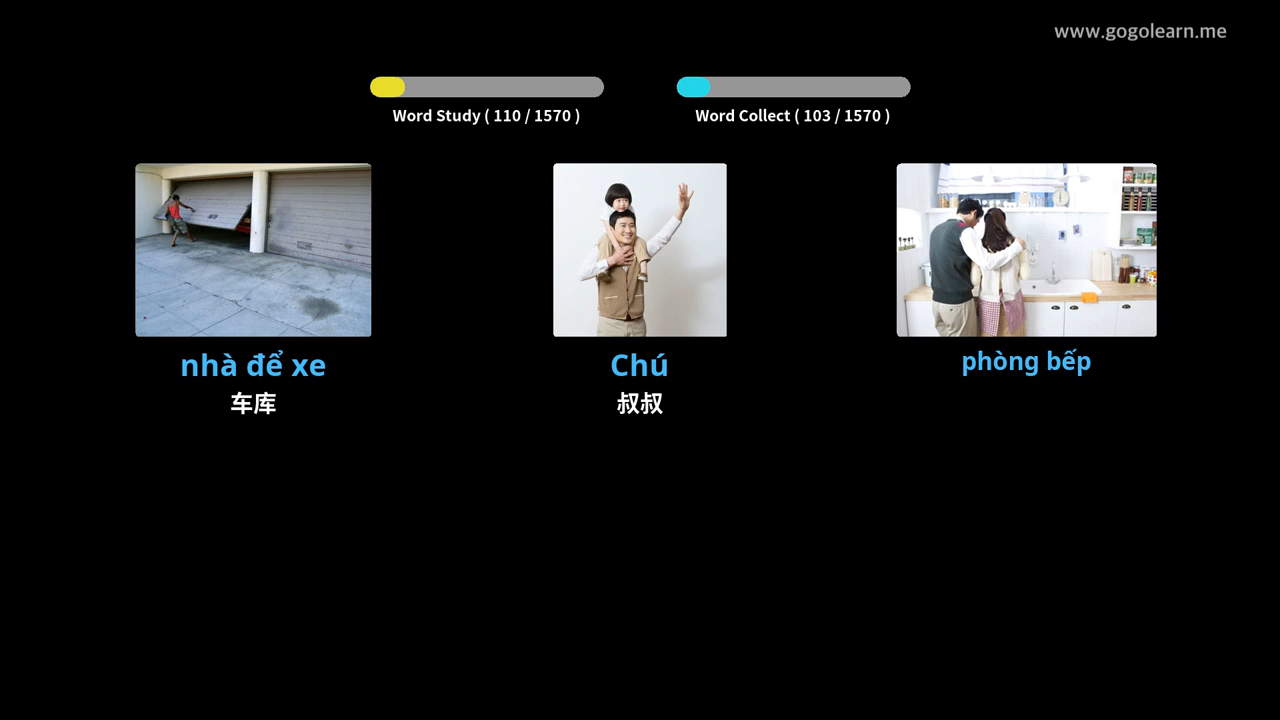 www.gogolearn.me
Word Study ( 110 / 1570 )
Word Collect ( 103 / 1570 )
nhà để xe
车库
Chú
叔叔
phòng bếp